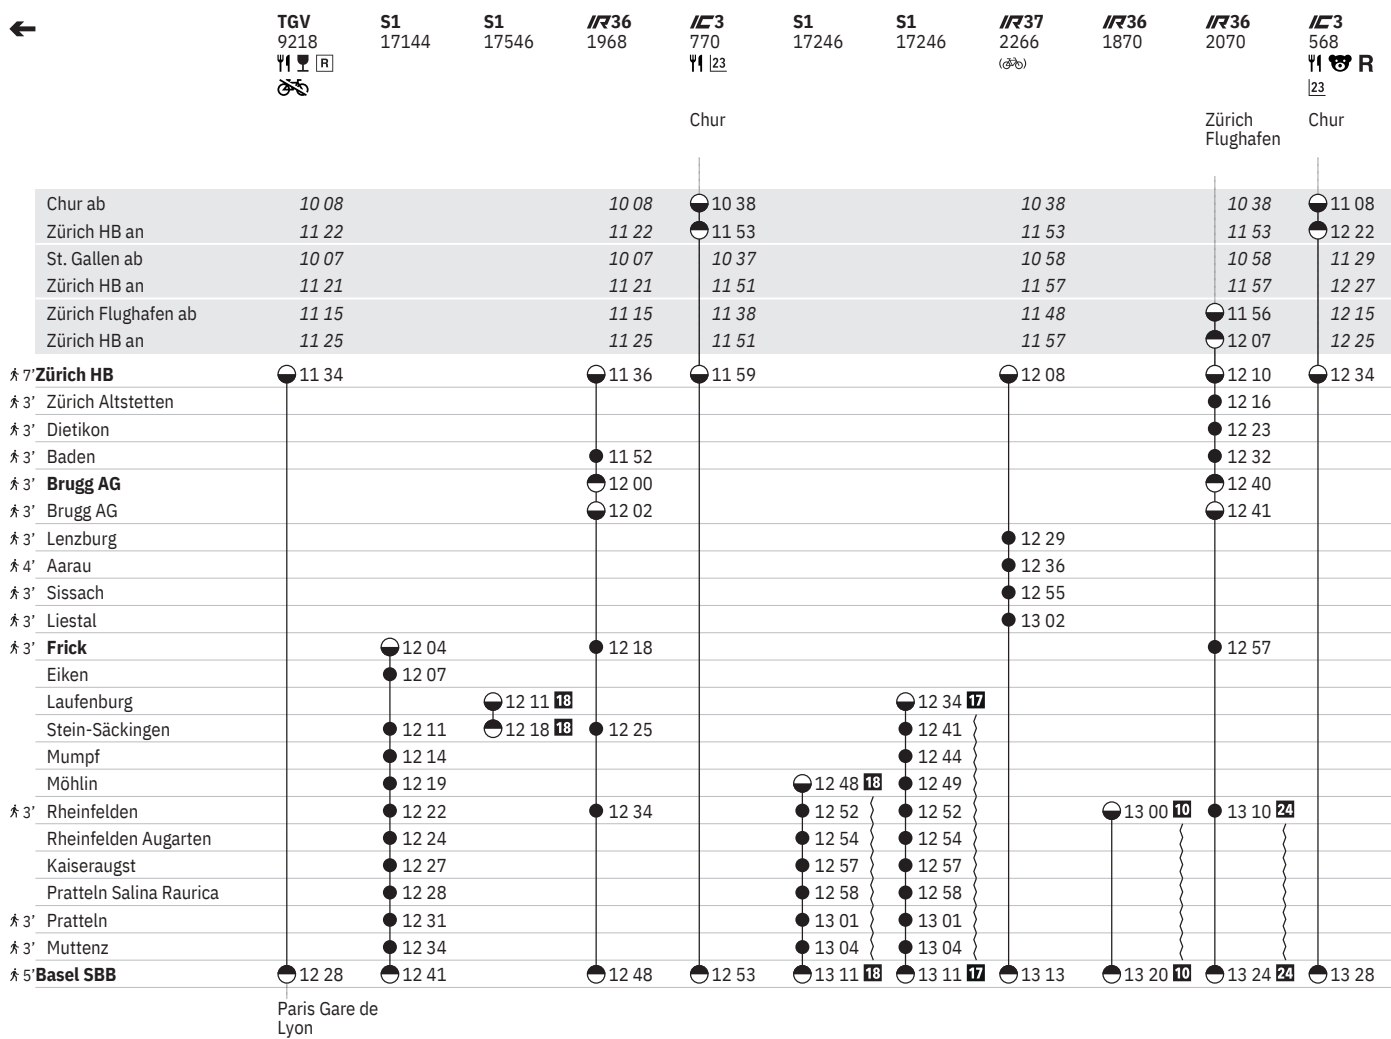 TGV S1 S1 IR36 IC3 S1 S1 IR37 IR36 IR36 IC3
9218 17144 17546 1968 770 17246 17246 2266 1870 2070 568
R 23 R
23
Chur Zürich Chur
Flughafen
Chur ab 10 08 10 08 10 38 10 38 10 38 11 08
Zürich HB an 11 22 11 22 11 53 11 53 11 53 12 22
St. Gallen ab 10 07 10 07 10 37 10 58 10 58 11 29
Zürich HB an 11 21 11 21 11 51 11 57 11 57 12 27
Zürich Flughafen ab 11 15 11 15 11 38 11 48 11 56 12 15
Zürich HB an 11 25 11 25 11 51 11 57 12 07 12 25
7’ Zürich HB 11 34 11 36 11 59 12 08 12 10 12 34
3’ Zürich Altstetten 12 16
3’ Dietikon 12 23
3’ Baden 11 52 12 32
3’ Brugg AG 12 00 12 40
3’ Brugg AG 12 02 12 41
3’ Lenzburg 12 29
4’ Aarau 12 36
3’ Sissach 12 55
3’ Liestal 13 02
3’ Frick 12 04 12 18 12 57
Eiken 12 07
Laufenburg 12 11 18 12 34 17
Stein-Säckingen 12 11 12 18 18 12 25 12 41
Mumpf 12 14 12 44
Möhlin 12 19 12 48 18 12 49
3’ Rheinfelden 12 22 12 34 12 52 12 52 13 00 10 13 10 24
Rheinfelden Augarten 12 24 12 54 12 54
Kaiseraugst 12 27 12 57 12 57
Pratteln Salina Raurica 12 28 12 58 12 58
3’ Pratteln 12 31 13 01 13 01
3’ Muttenz 12 34 13 04 13 04
5’ Basel SBB 12 28 12 41 12 48 12 53 13 11 18 13 11 17 13 13 13 20 10 13 24 24 13 28
Paris Gare de
Lyon